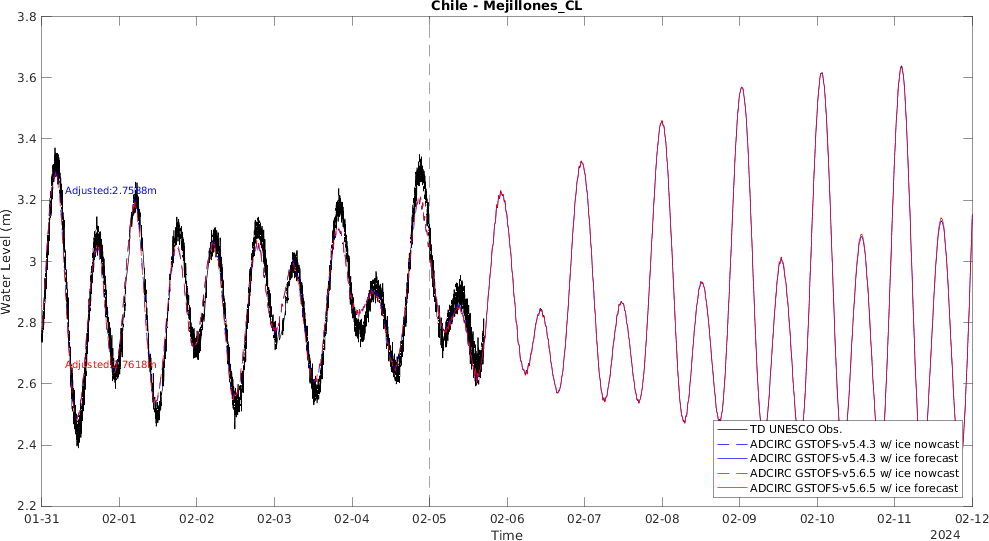 Chile - Mejillones_CL
3.8
3.6
3.4
3.2
3
2.8
2.6
2.4
2.2
Water Level (m)
Adjusted:2.7588m
Adjusted:2.7618m
TD UNESCO Obs.
ADCIRC GSTOFS-v5.4.3 w/ ice nowcast
ADCIRC GSTOFS-v5.4.3 w/ ice forecast
ADCIRC GSTOFS-v5.6.5 w/ ice nowcast
ADCIRC GSTOFS-v5.6.5 w/ ice forecast
01-31 02-01 02-02 02-03 02-04 02-05 02-06 02-07 02-08 02-09 02-10 02-11 02-12
Time
2024